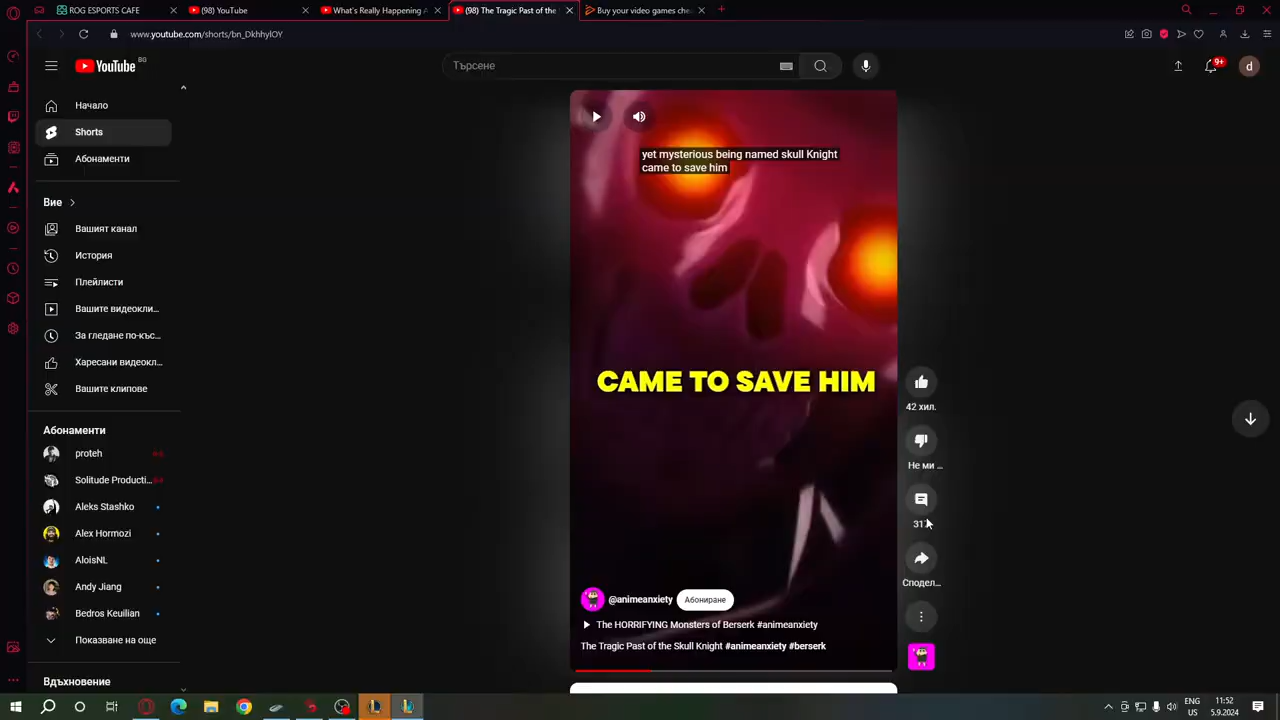 ROG ESPORTS CAFE
(98) YouTube
What's Really Happening A
(98) The Tragic Past of the
Buy your video games che
www.youtube.com/shorts/bn_DkhhylOY
YouTube BG
Търсене
9+
d
Начало
Shorts
Абонаменти
Вие
Вашият канал
История
Плейлисти
Вашите видеокли...
За гледане по-къс...
Харесани видеокл...
Вашите клипове
Абонаменти
proteh
Solitude Producti...
Aleks Stashko
Alex Hormozi
AloisNL
Andy Jiang
Bedros Keuilian
Показване на още
Вдъхновение
yet mysterious being named skull Knight
came to save him
CAME TO SAVE HIM
@animeanxiety
Абониране
The HORRIFYING Monsters of Berserk #animeanxiety
The Tragic Past of the Skull Knight #animeanxiety #berserk
42 хил.
Не ми ...
Сподел...
ENG
US
11:52
5.9.2024